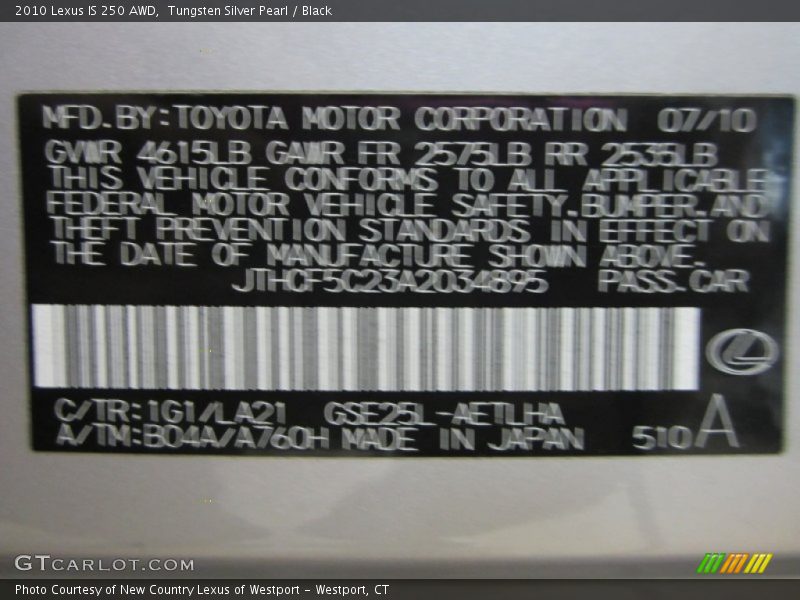 2010 Lexus IS 250 AWD, Tungsten Silver Pearl / Black
MFD. BY: TOYOTA MOTOR CORPORATION 07/10
GVWR 4615LB GAWR FR 2575LB RR 2535LB
THIS VEHICLE CONFORMS TO ALL APPLICABLE
FEDERAL MOTOR VEHICLE SAFETY, BUMPER, AND
THEFT PREVENTION STANDARDS IN EFFECT ON
THE DATE OF MANUFACTURE SHOWN ABOVE.
JTHCF5C23A2034895 PASS. CAR
C/TR: 1G1/LA21 GSE25L-AETLHA
A/TM: B04A/A760H MADE IN JAPAN 510 A
GTCARLOT.COM
Photo Courtesy of New Country Lexus of Westport - Westport, CT